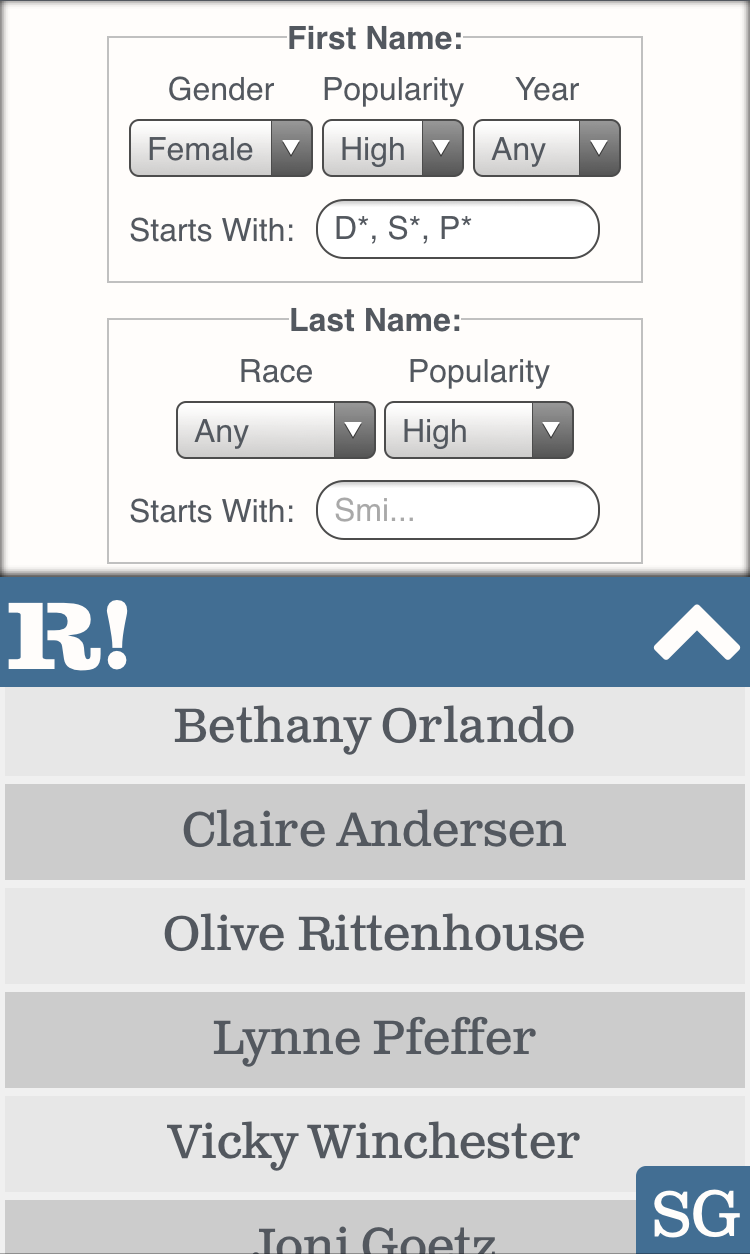 First Name:
Gender Popularity Year
Female High Any
Starts With: D*, S*, P*
Last Name:
Race Popularity
Any High
Starts With: Smi...
R!
Bethany Orlando
Claire Andersen
Olive Rittenhouse
Lynne Pfeffer
Vicky Winchester
Joni Goetz
SG